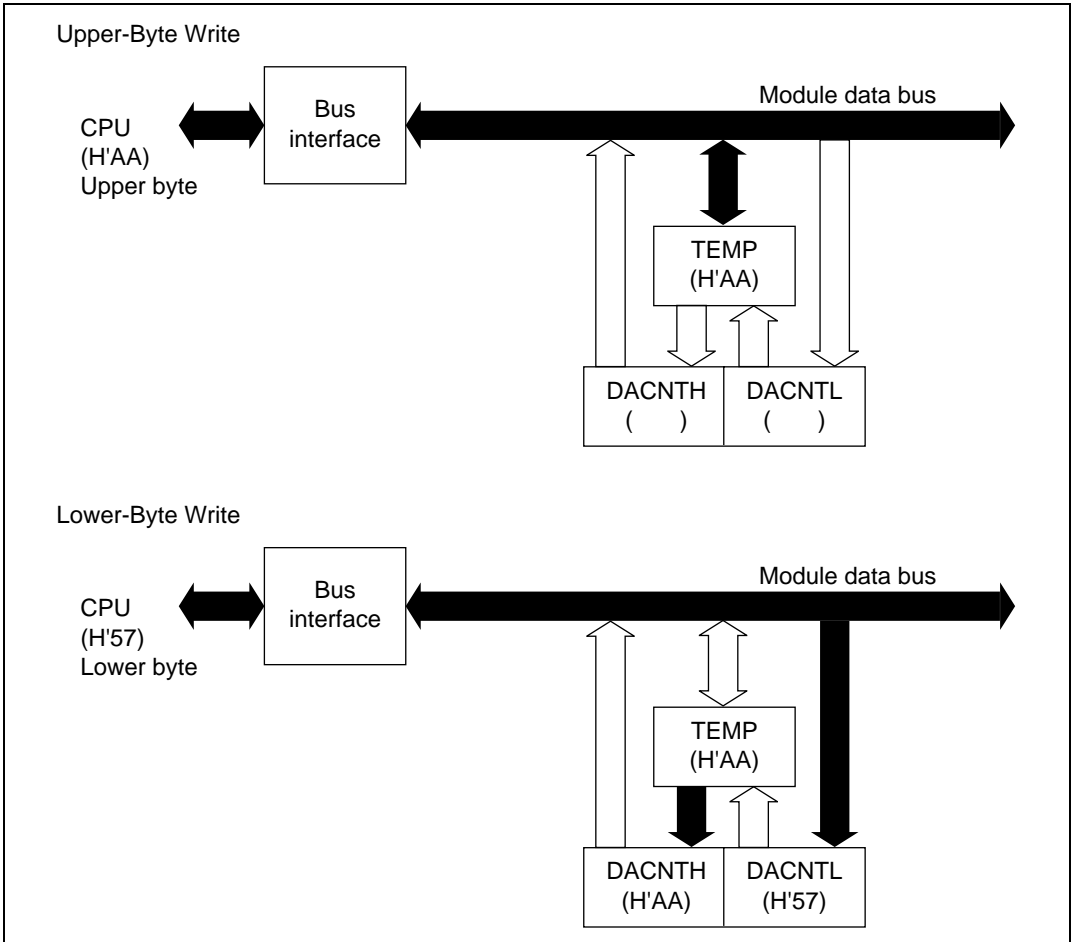 Upper-Byte Write
CPU
(H'AA)
Upper byte
Bus
interface
Module data bus
TEMP
(H'AA)
DACNTH
( )
DACNTL
( )
Lower-Byte Write
CPU
(H'57)
Lower byte
Bus
interface
Module data bus
TEMP
(H'AA)
DACNTH
(H'AA)
DACNTL
(H'57)